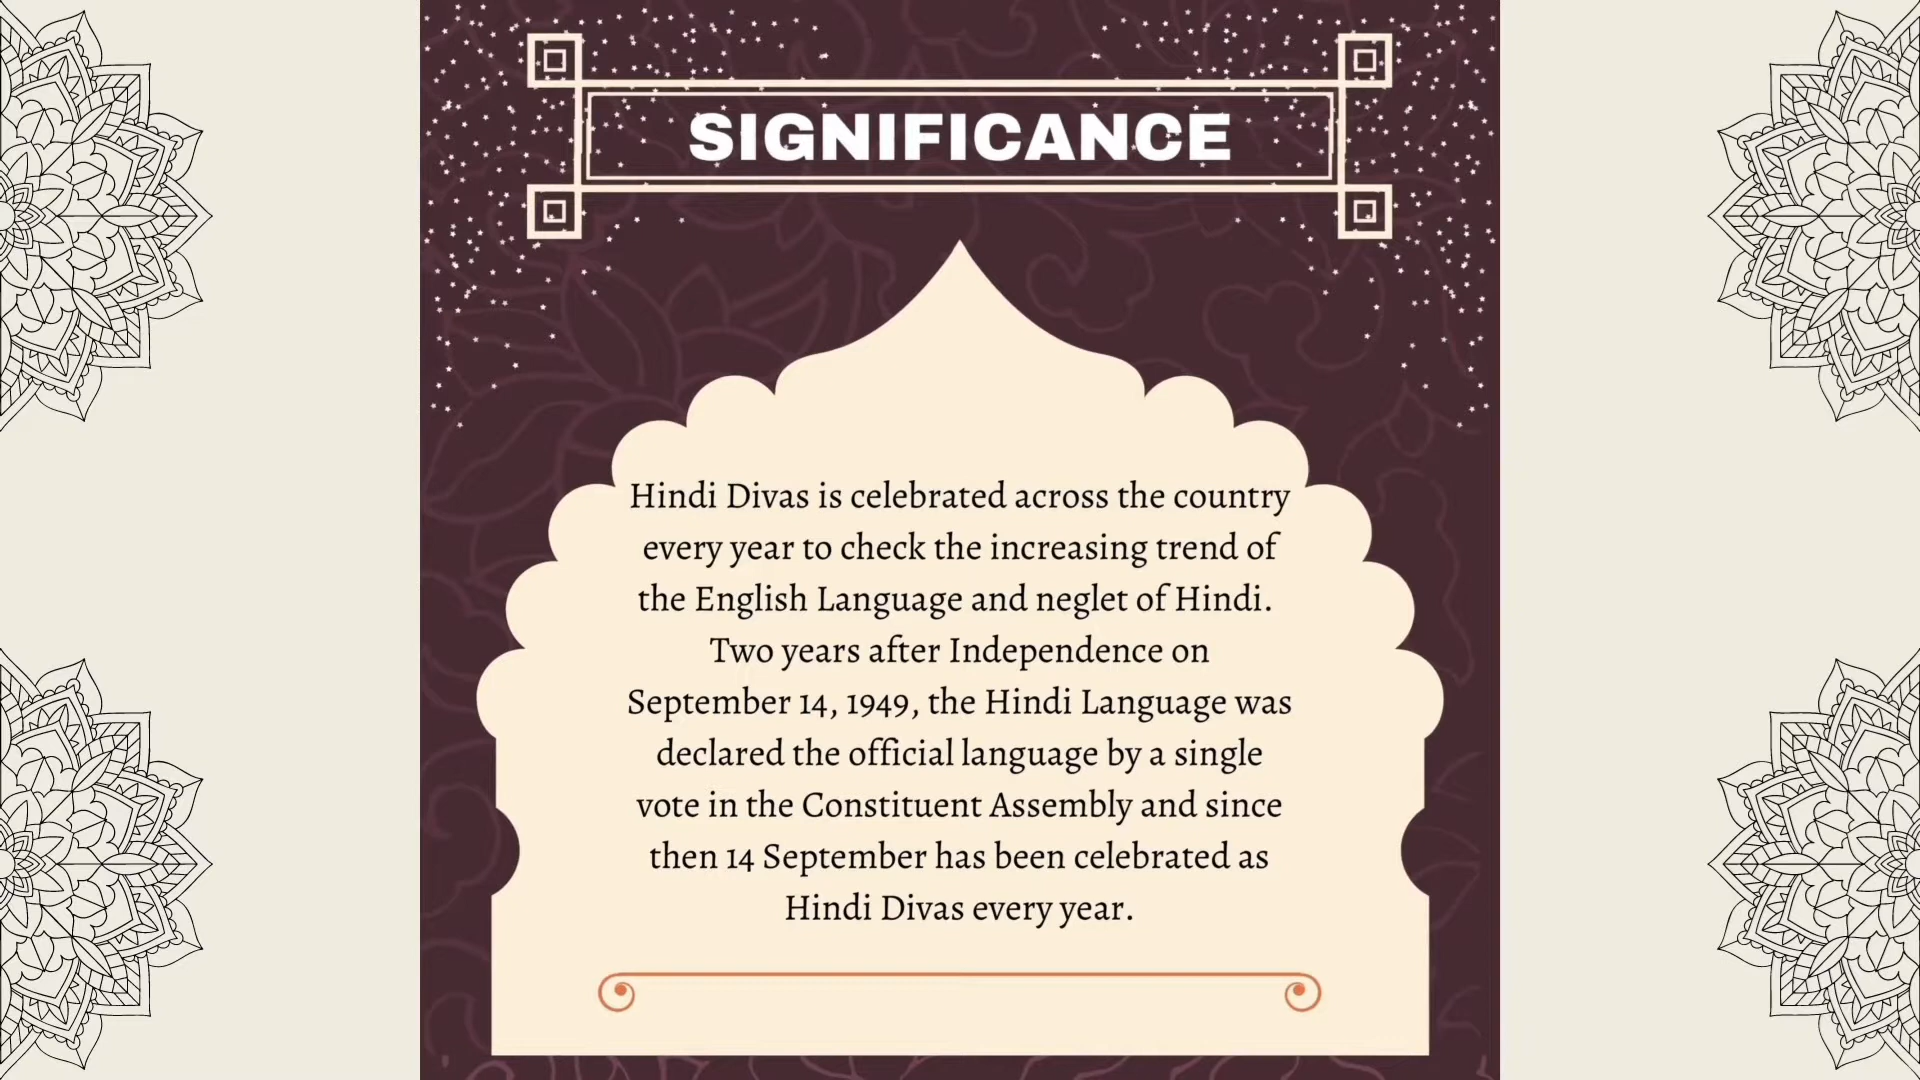 SIGNIFICANCE
Hindi Divas is celebrated across the country
every year to check the increasing trend of
the English Language and neglet of Hindi.
Two years after Independence on
September 14, 1949, the Hindi Language was
declared the official language by a single
vote in the Constituent Assembly and since
then 14 September has been celebrated as
Hindi Divas every year.